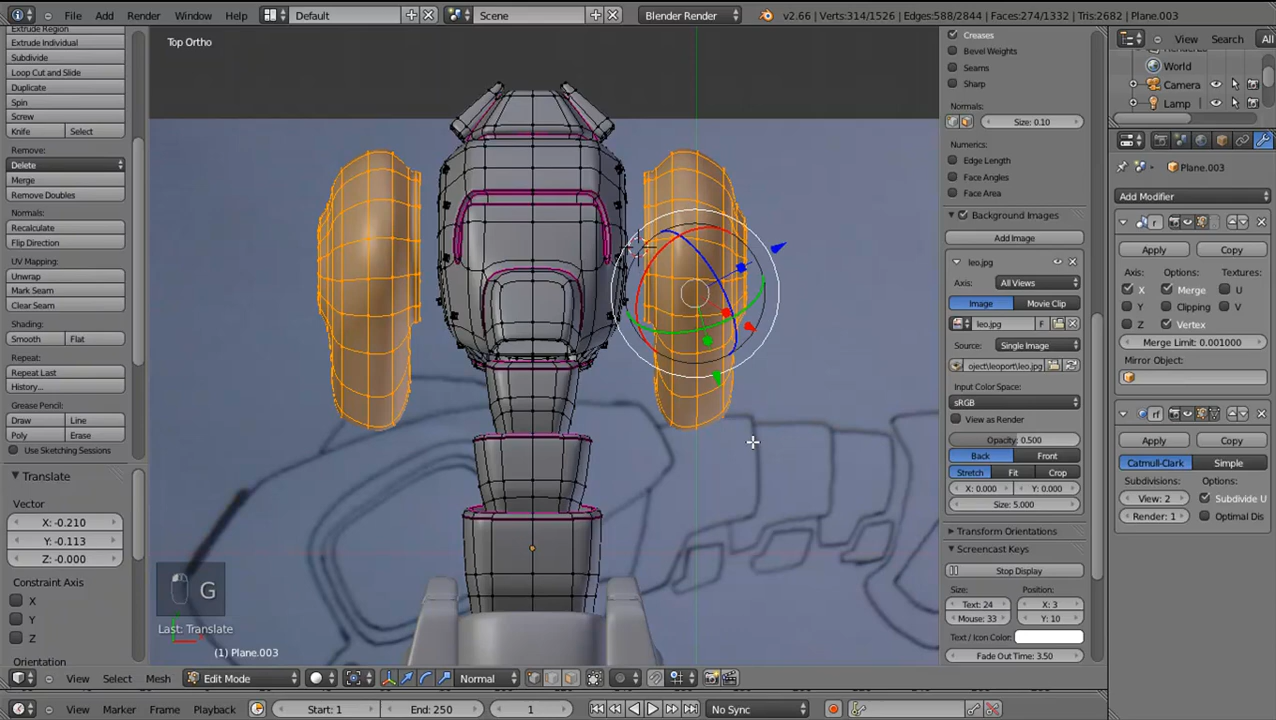 File Add Render Window Help Default Scene Blender Render v2.66 | Verts:314/1526 | Edges:588/2844 | Faces:274/1332 | Tris:2682 | Plane.003
Extrude Region
Extrude Individual
Subdivide
Loop Cut and Slide
Duplicate
Spin
Screw
Knife Select
Remove:
Delete
Merge
Remove Doubles
Normals:
Recalculate
Flip Direction
UV Mapping:
Unwrap
Mark Seam
Clear Seam
Shading:
Smooth Flat
Repeat:
Repeat Last
History...
Grease Pencil:
Draw Line
Poly Erase
Use Sketching Sessions
Translate
Vector
X: -0.210
Y: -0.113
Z: -0.000
Constraint Axis
X
Y
Z
Orientation
Top Ortho
G
Last: Translate
(1) Plane.003
Creases
Bevel Weights
Seams
Sharp
Normals:
Size: 0.10
Numerics:
Edge Length
Face Angles
Face Area
Background Images
Add Image
leo.jpg
Axis: All Views
Image Movie Clip
leo.jpg F
Source: Single Image
oject\leoport\leo.jpg
Input Color Space:
sRGB
View as Render
Opacity: 0.500
Back Front
Stretch Fit Crop
X: 0.000 Y: 0.000
Size: 5.000
Transform Orientations
Screencast Keys
Stop Display
Size: Position:
Text: 24 X: 3
Mouse: 33 Y: 10
Text / Icon Color:
Fade Out Time: 3.50
View Search All
World
Camera
Lamp
Plane.003
Add Modifier
Apply Copy
Axis: Options: Textures:
X Merge U
Y Clipping V
Z Vertex
Merge Limit: 0.001000
Mirror Object:
Apply Copy
Catmull-Clark Simple
Subdivisions: Options:
View: 2 Subdivide U
Render: 1 Optimal Dis
View Select Mesh Edit Mode Normal
View Marker Frame Playback Start: 1 End: 250 1 No Sync